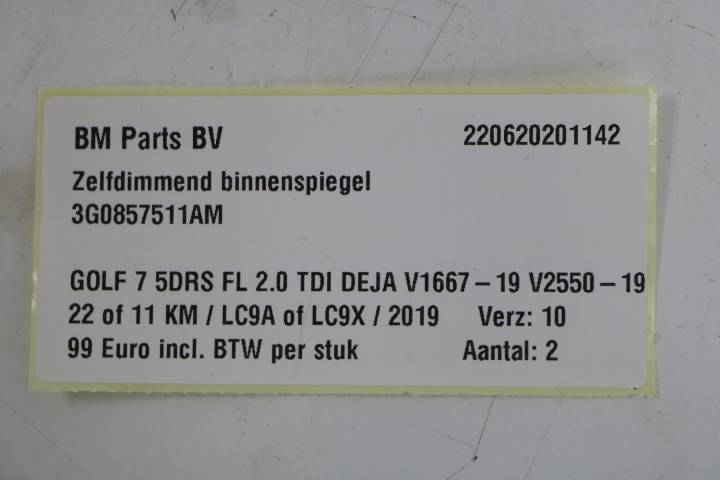 BM Parts BV 220620201142
Zelfdimmend binnenspiegel
3G0857511AM
GOLF 7 5DRS FL 2.0 TDI DEJA V1667 – 19 V2550 – 19
22 of 11 KM / LC9A of LC9X / 2019 Verz: 10
99 Euro incl. BTW per stuk Aantal: 2